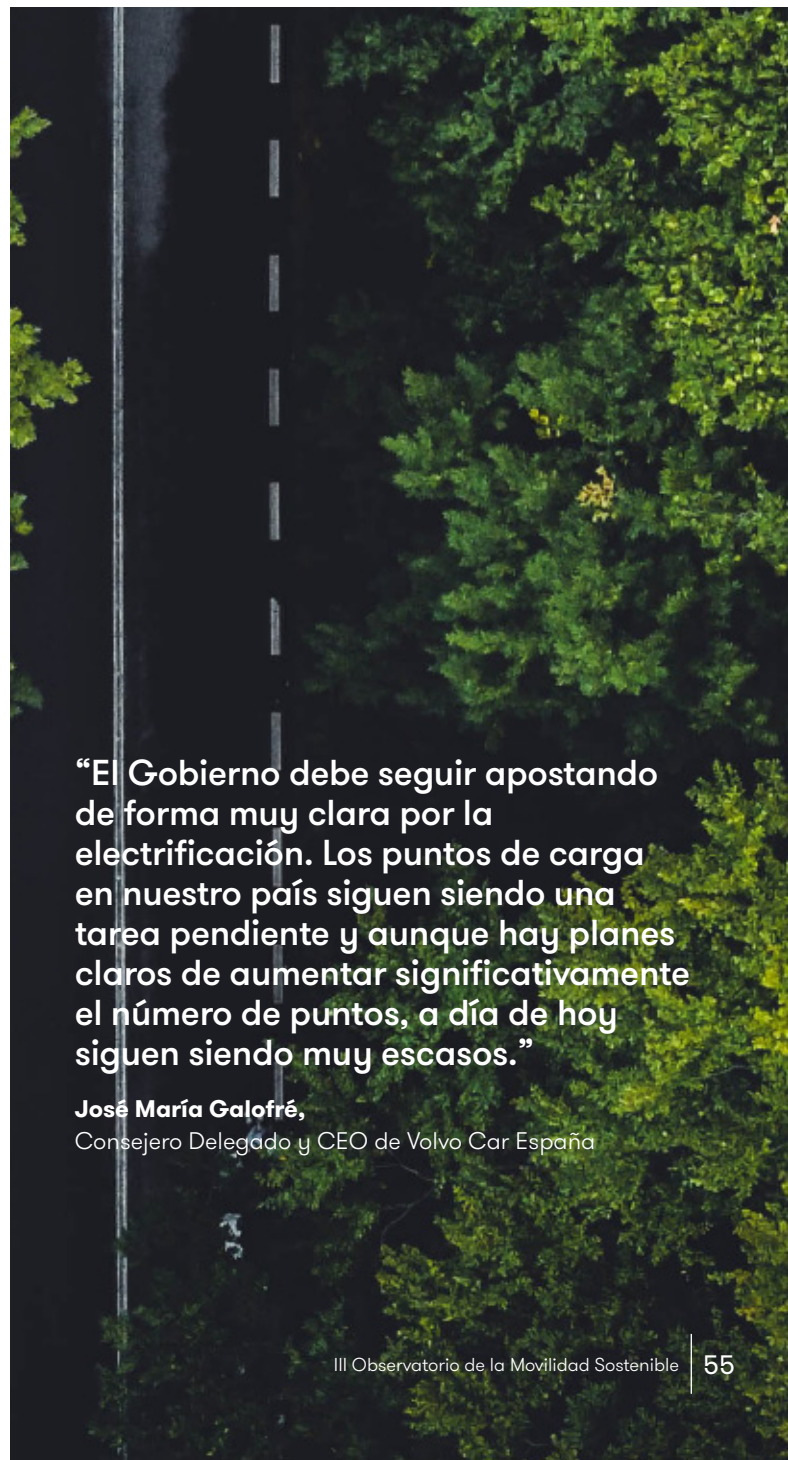 “El Gobierno debe seguir apostando
de forma muy clara por la
electrificación. Los puntos de carga
en nuestro país siguen siendo una
tarea pendiente y aunque hay planes
claros de aumentar significativamente
el número de puntos, a día de hoy
siguen siendo muy escasos.”
José María Galofré,
Consejero Delegado y CEO de Volvo Car España
III Observatorio de la Movilidad Sostenible 55